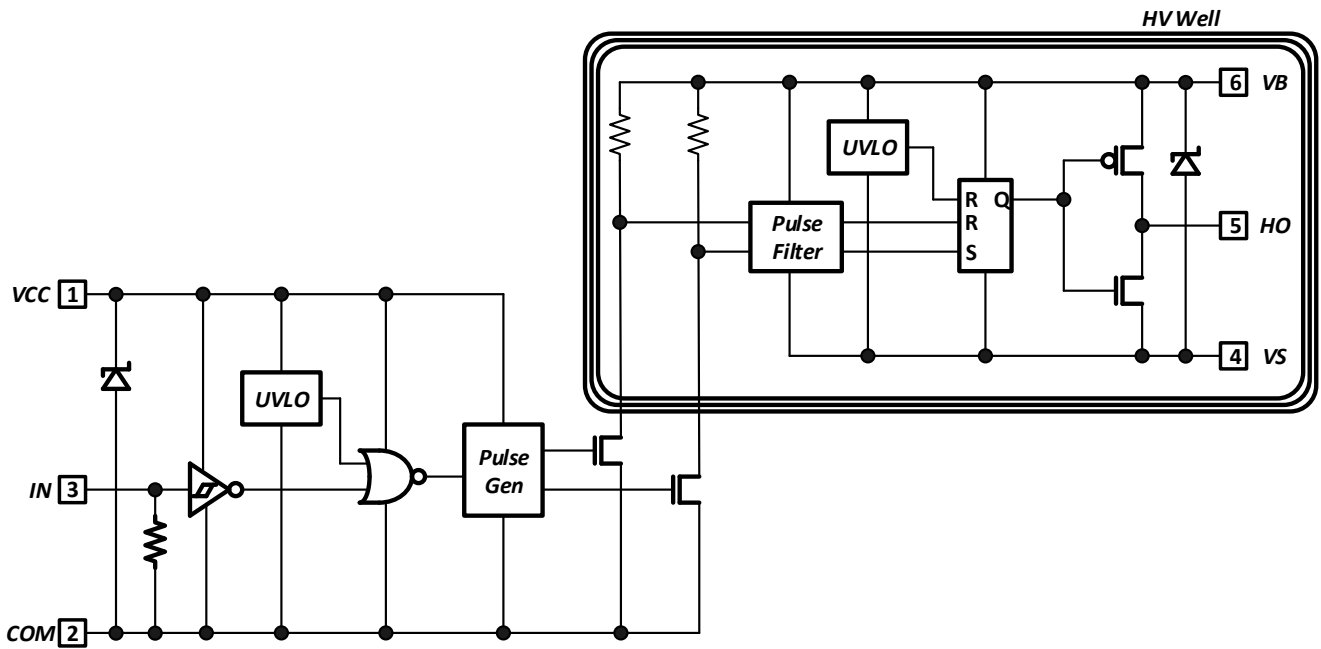 HV Well
6 VB
UVLO
R Q
R
S
Pulse
Filter
5 HO
VCC 1
4 VS
UVLO
Pulse
Gen
IN 3
COM 2